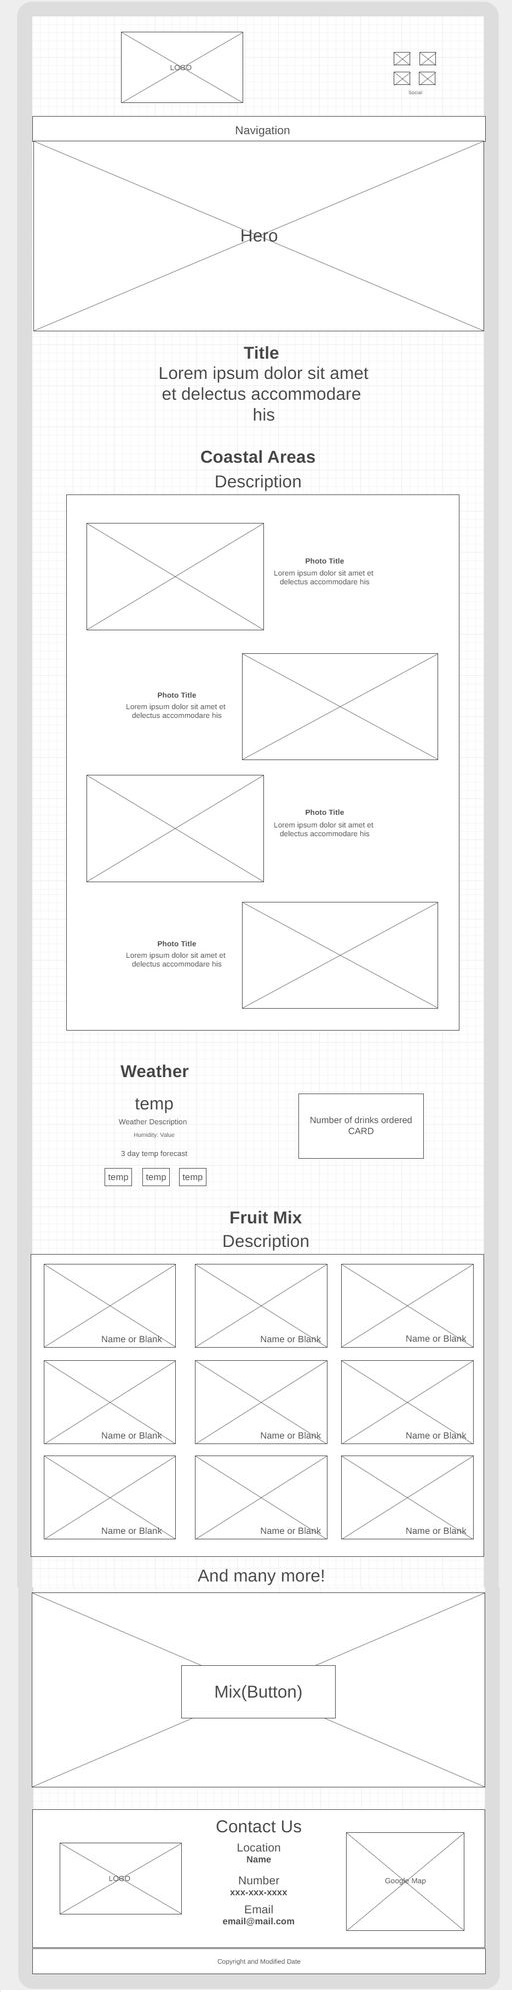 LOGO
Social
Navigation
Hero
Title
Lorem ipsum dolor sit amet
et delectus accommodare
his
Coastal Areas
Description
Photo Title
Lorem ipsum dolor sit amet et
delectus accommodare his
Photo Title
Lorem ipsum dolor sit amet et
delectus accommodare his
Photo Title
Lorem ipsum dolor sit amet et
delectus accommodare his
Photo Title
Lorem ipsum dolor sit amet et
delectus accommodare his
Weather
temp
Weather Description
Humidity: Value
3 day temp forecast
temp temp temp
Number of drinks ordered
CARD
Fruit Mix
Description
Name or Blank Name or Blank Name or Blank
Name or Blank Name or Blank Name or Blank
Name or Blank Name or Blank Name or Blank
And many more!
Mix(Button)
LOGO
Contact Us
Location
Name
Number
xxx-xxx-xxxx
Email
email@mail.com
Google Map
Copyright and Modified Date